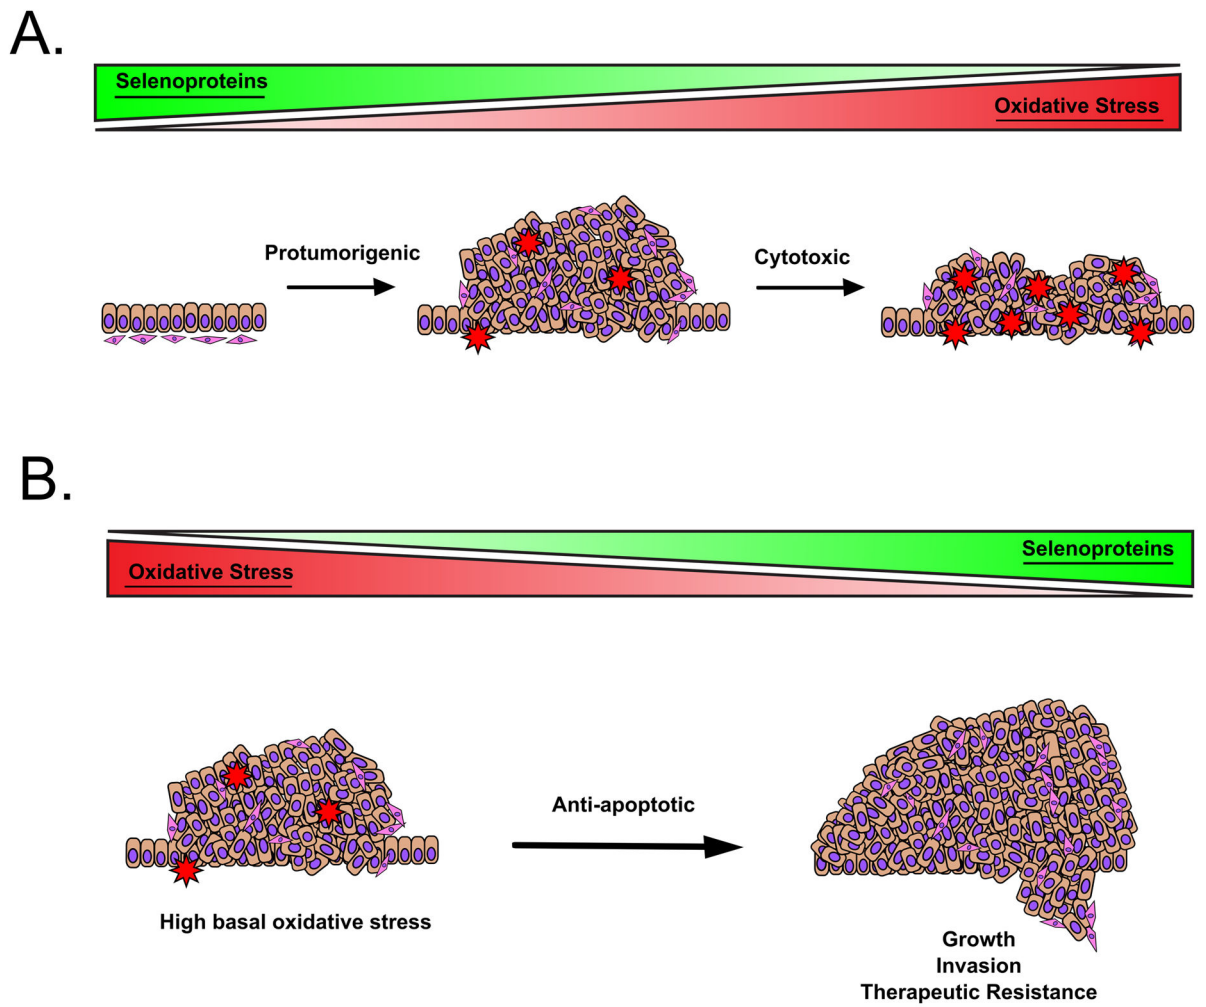 A.
Selenoproteins
Oxidative Stress
Protumorigenic
Cytotoxic
B.
Selenoproteins
Oxidative Stress
Anti-apoptotic
High basal oxidative stress
Growth
Invasion
Therapeutic Resistance